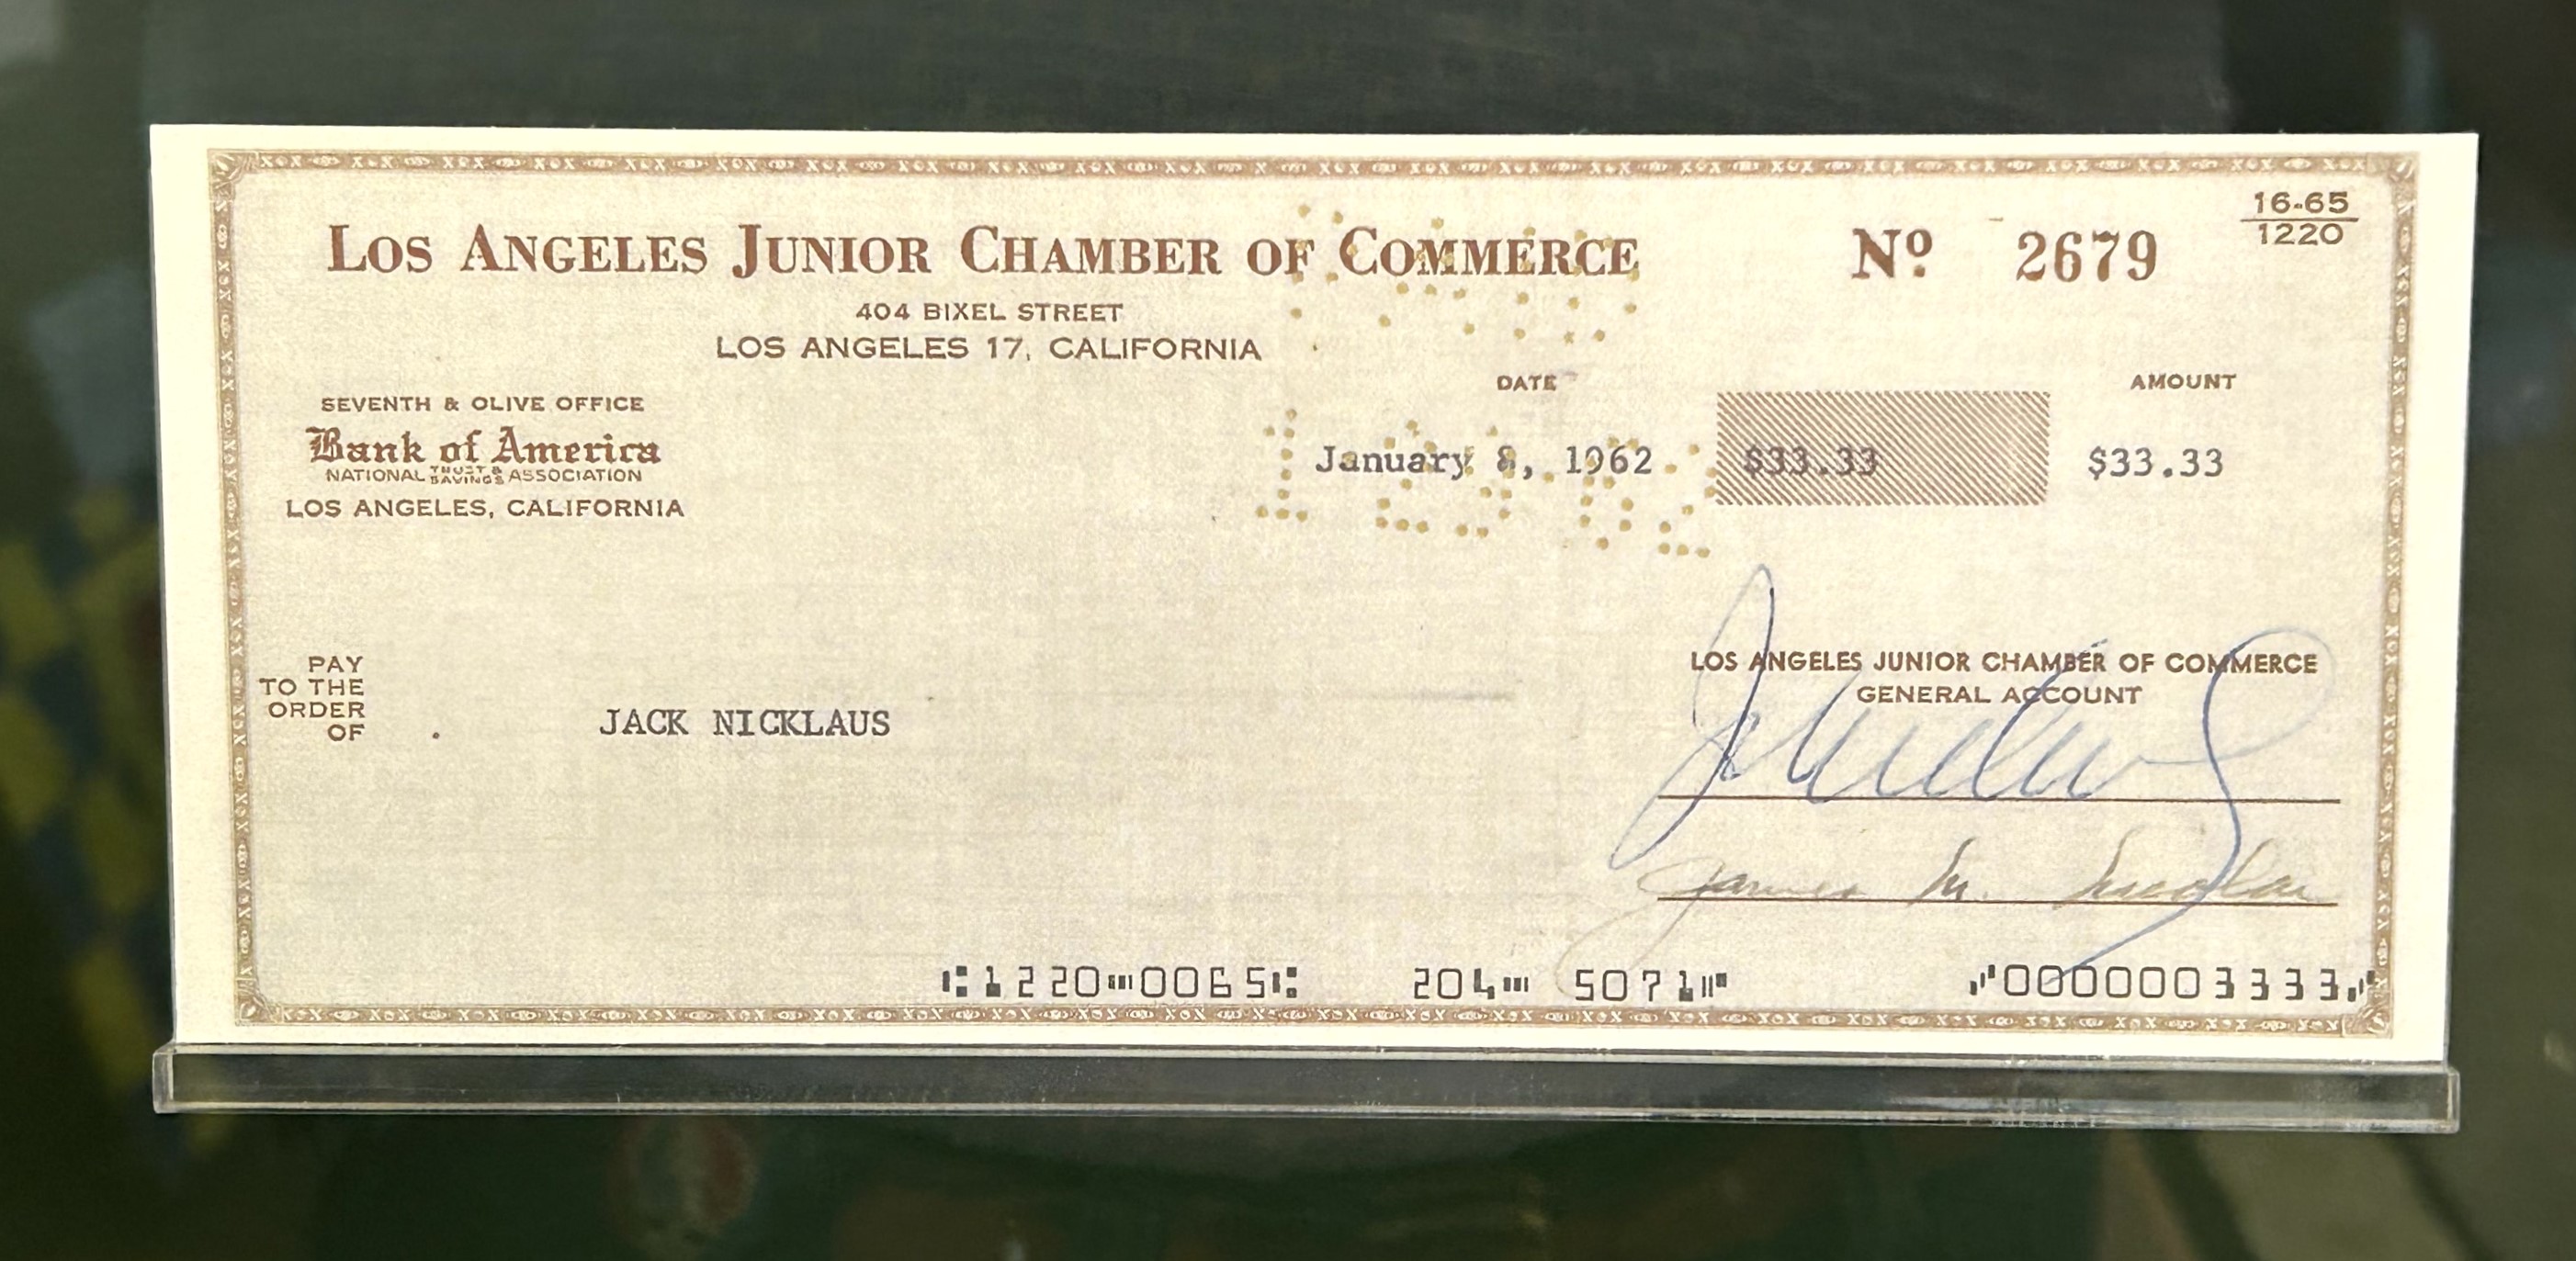 LOS ANGELES JUNIOR CHAMBER OF COMMERCE
Nº 2679
16-65
1220
404 BIXEL STREET
LOS ANGELES 17, CALIFORNIA
SEVENTH & OLIVE OFFICE
Bank of America
NATIONAL TRUST & SAVINGS ASSOCIATION
LOS ANGELES, CALIFORNIA
DATE
AMOUNT
January 8, 1962
$33.33
$33.33
PAY
TO THE
ORDER
OF
JACK NICKLAUS
LOS ANGELES JUNIOR CHAMBER OF COMMERCE
GENERAL ACCOUNT
James M.
⑆1220⑉0065⑆ 204⑉ 5071⑈ ⑇0000003333⑇